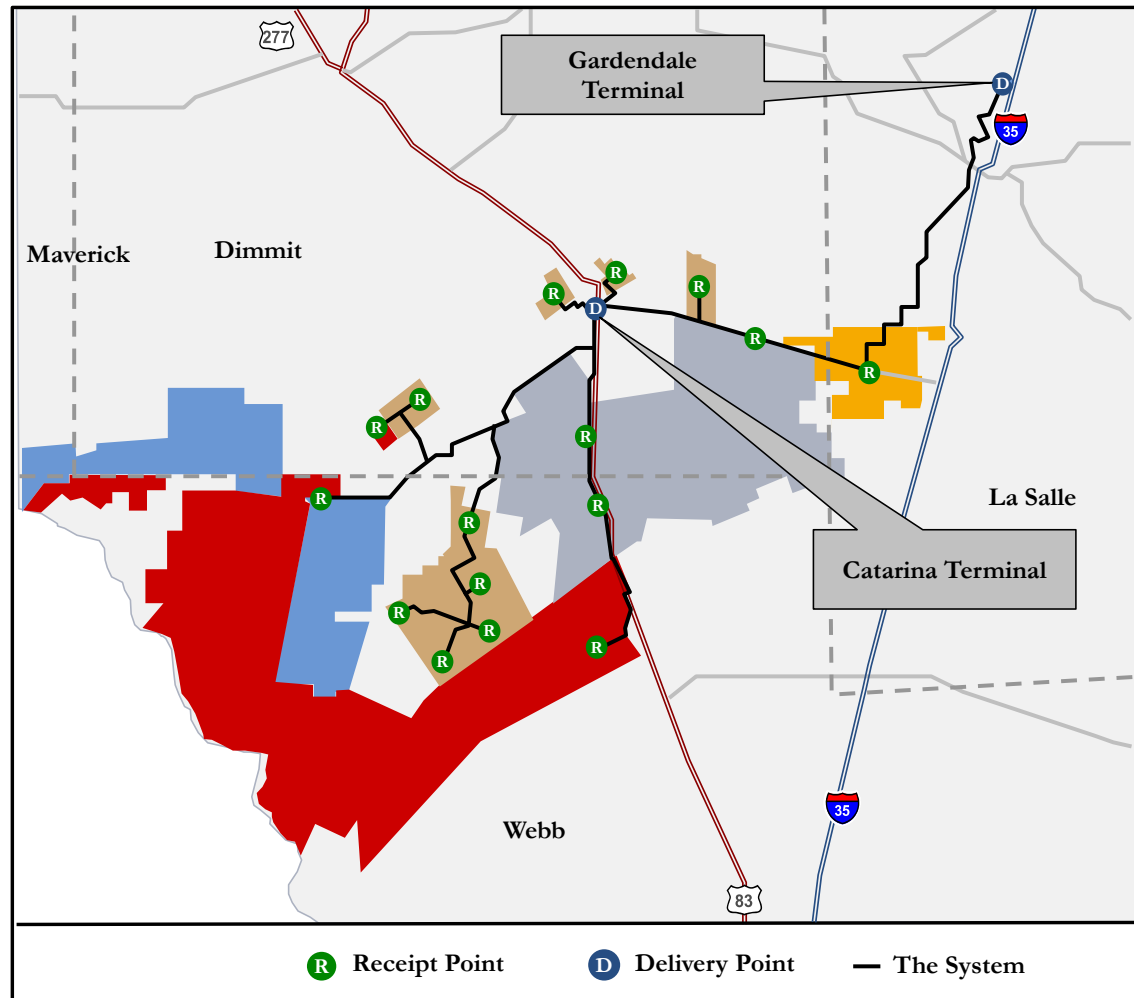 277
Gardendale
Terminal
D
35
Maverick
Dimmit
R
R
R
D
R
R
R
R
R
R
R
La Salle
R
R
Catarina Terminal
R
R
R
R
R
Webb
35
83
R Receipt Point
D Delivery Point
The System